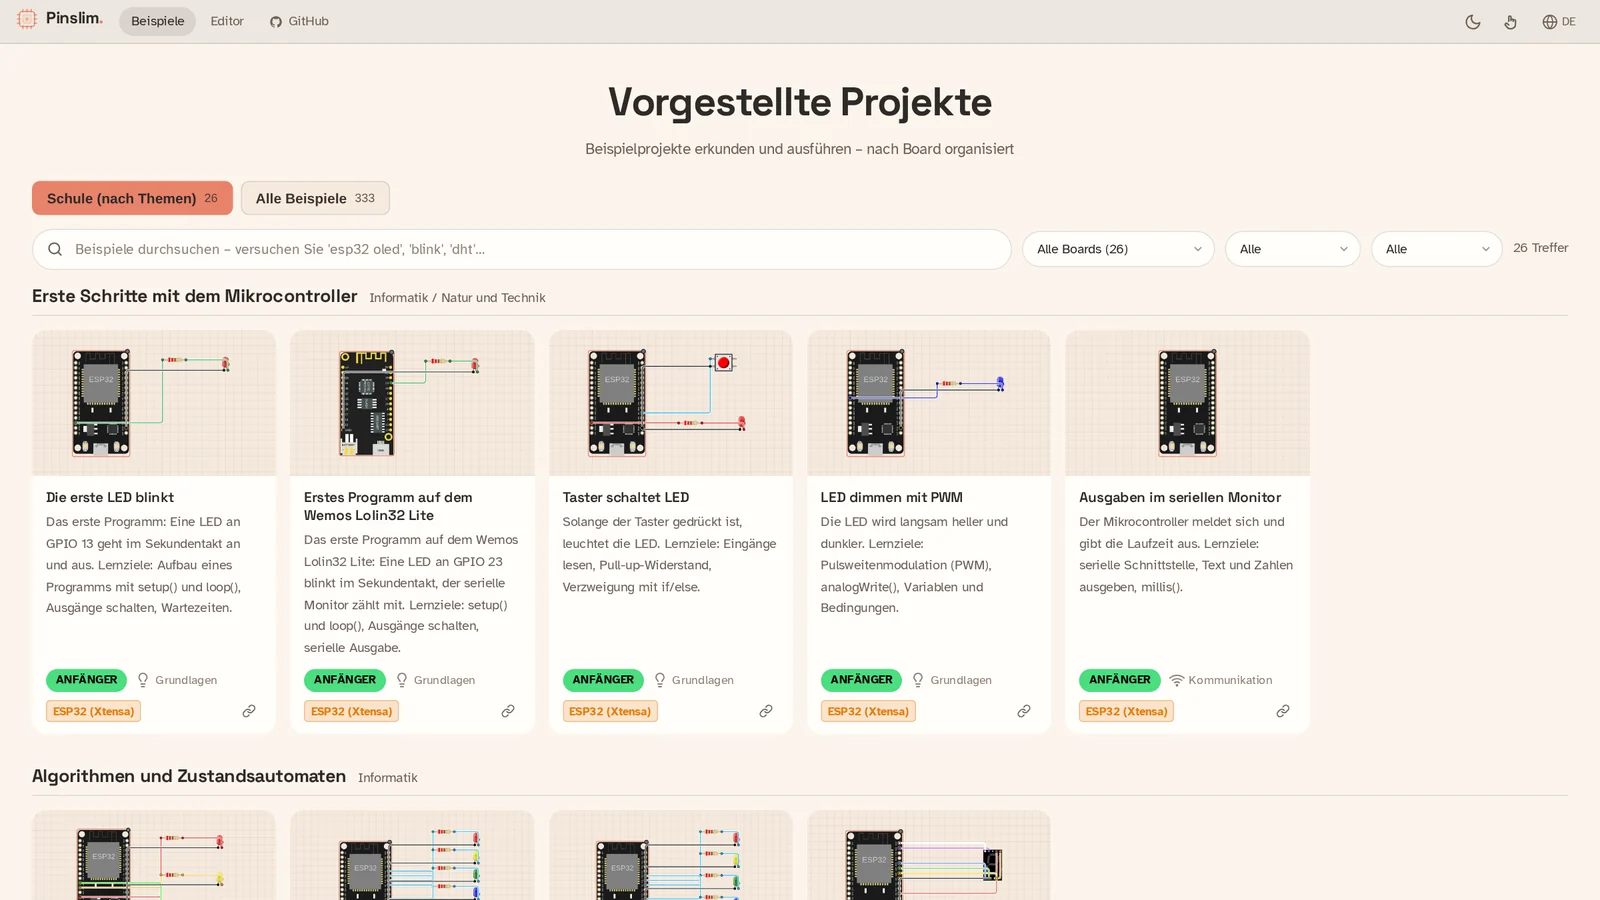 Pinslim.
Beispiele
Editor
GitHub
DE
Vorgestellte Projekte
Beispielprojekte erkunden und ausführen – nach Board organisiert
Schule (nach Themen) 26
Alle Beispiele 333
Beispiele durchsuchen – versuchen Sie 'esp32 oled', 'blink', 'dht'...
Alle Boards (26)
Alle
Alle
26 Treffer
Erste Schritte mit dem Mikrocontroller Informatik / Natur und Technik
ESP32
Die erste LED blinkt
Das erste Programm: Eine LED an
GPIO 13 geht im Sekundentakt an
und aus. Lernziele: Aufbau eines
Programms mit setup() und loop(),
Ausgänge schalten, Wartezeiten.
ANFÄNGER
Grundlagen
ESP32 (Xtensa)
Erstes Programm auf dem
Wemos Lolin32 Lite
Das erste Programm auf dem Wemos
Lolin32 Lite: Eine LED an GPIO 23
blinkt im Sekundentakt, der serielle
Monitor zählt mit. Lernziele: setup()
und loop(), Ausgänge schalten,
serielle Ausgabe.
ANFÄNGER
Grundlagen
ESP32 (Xtensa)
ESP32
Taster schaltet LED
Solange der Taster gedrückt ist,
leuchtet die LED. Lernziele: Eingänge
lesen, Pull-up-Widerstand,
Verzweigung mit if/else.
ANFÄNGER
Grundlagen
ESP32 (Xtensa)
ESP32
LED dimmen mit PWM
Die LED wird langsam heller und
dunkler. Lernziele:
Pulsweitenmodulation (PWM),
analogWrite(), Variablen und
Bedingungen.
ANFÄNGER
Grundlagen
ESP32 (Xtensa)
ESP32
Ausgaben im seriellen Monitor
Der Mikrocontroller meldet sich und
gibt die Laufzeit aus. Lernziele:
serielle Schnittstelle, Text und Zahlen
ausgeben, millis().
ANFÄNGER
Kommunikation
ESP32 (Xtensa)
Algorithmen und Zustandsautomaten Informatik
ESP32
ESP32
ESP32
ESP32